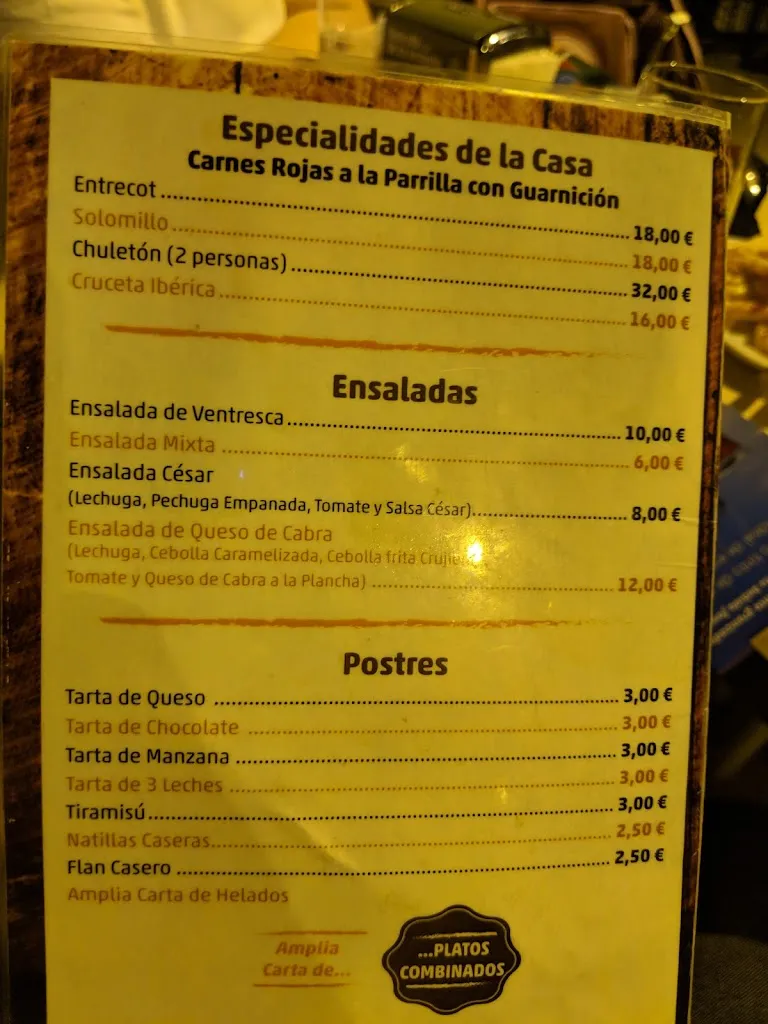 Especialidades de la Casa
Carnes Rojas a la Parrilla con Guarnición
Entrecot ........ 18,00 €
Solomillo ........ 18,00 €
Chuletón (2 personas) ........ 32,00 €
Cruceta Ibérica ........ 16,00 €
Ensaladas
Ensalada de Ventresca ........ 10,00 €
Ensalada Mixta ........ 6,00 €
Ensalada César
(Lechuga, Pechuga Empanada, Tomate y Salsa César) ........ 8,00 €
Ensalada de Queso de Cabra
(Lechuga, Cebolla Caramelizada, Cebolla frita
Tomate y Queso de Cabra a la Plancha) ........ 12,00 €
Postres
Tarta de Queso ........ 3,00 €
Tarta de Chocolate ........ 3,00 €
Tarta de Manzana ........ 3,00 €
Tarta de 3 Leches ........ 3,00 €
Tiramisú ........ 3,00 €
Natillas Caseras ........ 2,50 €
Flan Casero ........ 2,50 €
Amplia Carta de Helados
Amplia
Carta de...
...PLATOS
COMBINADOS